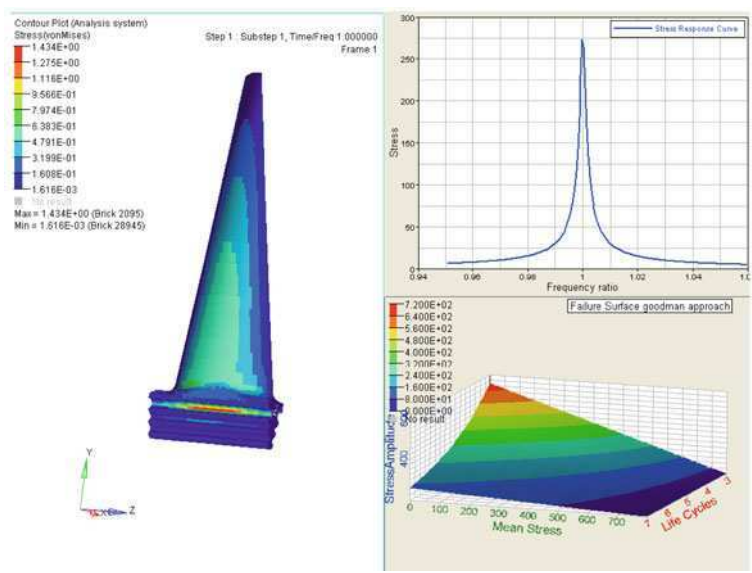 Contour Plot (Analysis system)
Stress(vonMises)
1.434E+00
1.275E+00
1.116E+00
9.566E-01
7.974E-01
6.383E-01
4.791E-01
3.199E-01
1.608E-01
1.616E-03
No result
Max = 1.434E+00 (Brick 2095)
Min = 1.616E-03 (Brick 28945)
Step 1 : Substep 1, Time/Freq 1.000000
Frame 1
Y
Z
Stress Response Curve
300
250
200
150
100
50
0
Stress
0.94
0.96
0.98
1
1.02
1.04
Frequency ratio
Failure Surface goodman approach
7.200E+02
6.400E+02
5.600E+02
4.800E+02
4.000E+02
3.200E+02
2.400E+02
1.600E+02
8.000E+01
0.000E+00
No result
StressAmplitude
400
0
100
200
300
400
500
600
700
Mean Stress
7
6
5
4
3
Life Cycles